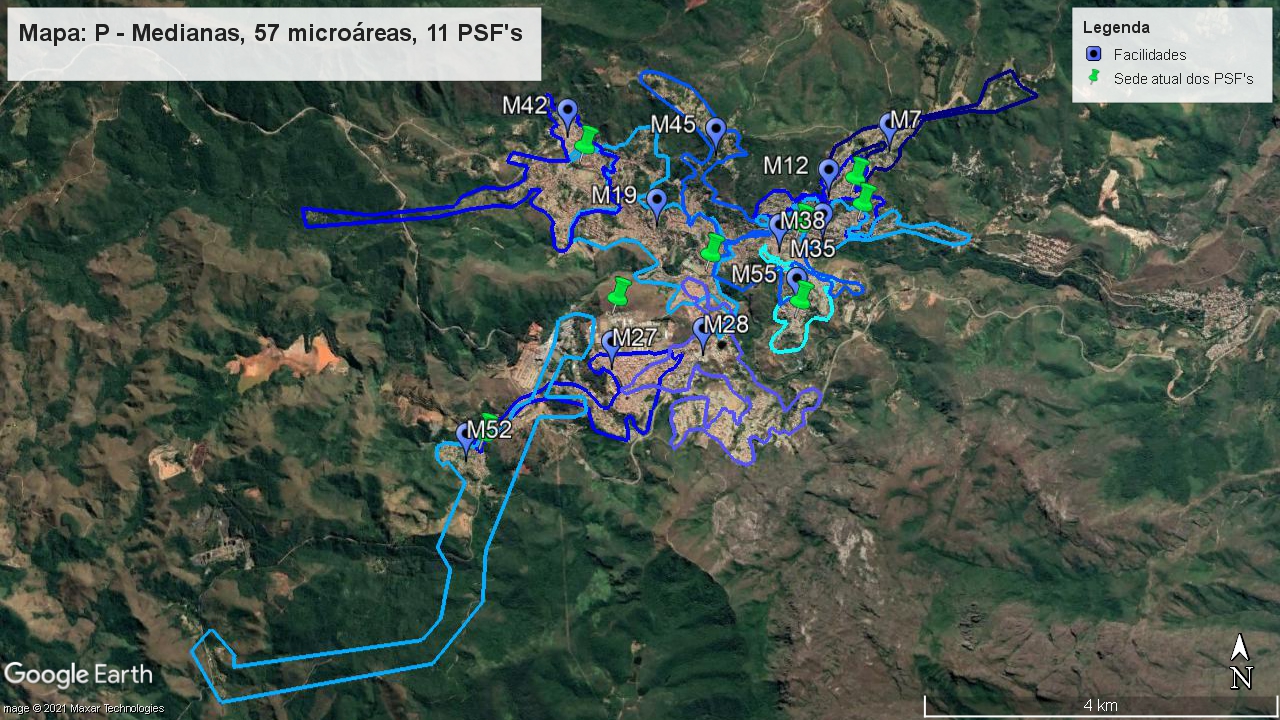 Mapa: P - Medianas, 57 microáreas, 11 PSF's
Legenda
Facilidades
Sede atual dos PSF's
M42
M45
M7
M12
M19
M38
M35
M55
M28
M27
M52
Google Earth
mage © 2021 Maxar Technologies
N
4 km